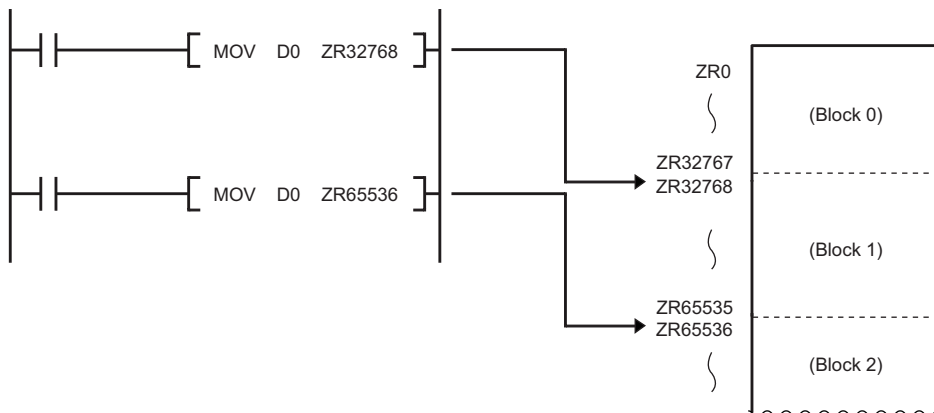 MOV D0 ZR32768
MOV D0 ZR65536
ZR0
(Block 0)
ZR32767
ZR32768
(Block 1)
ZR65535
ZR65536
(Block 2)